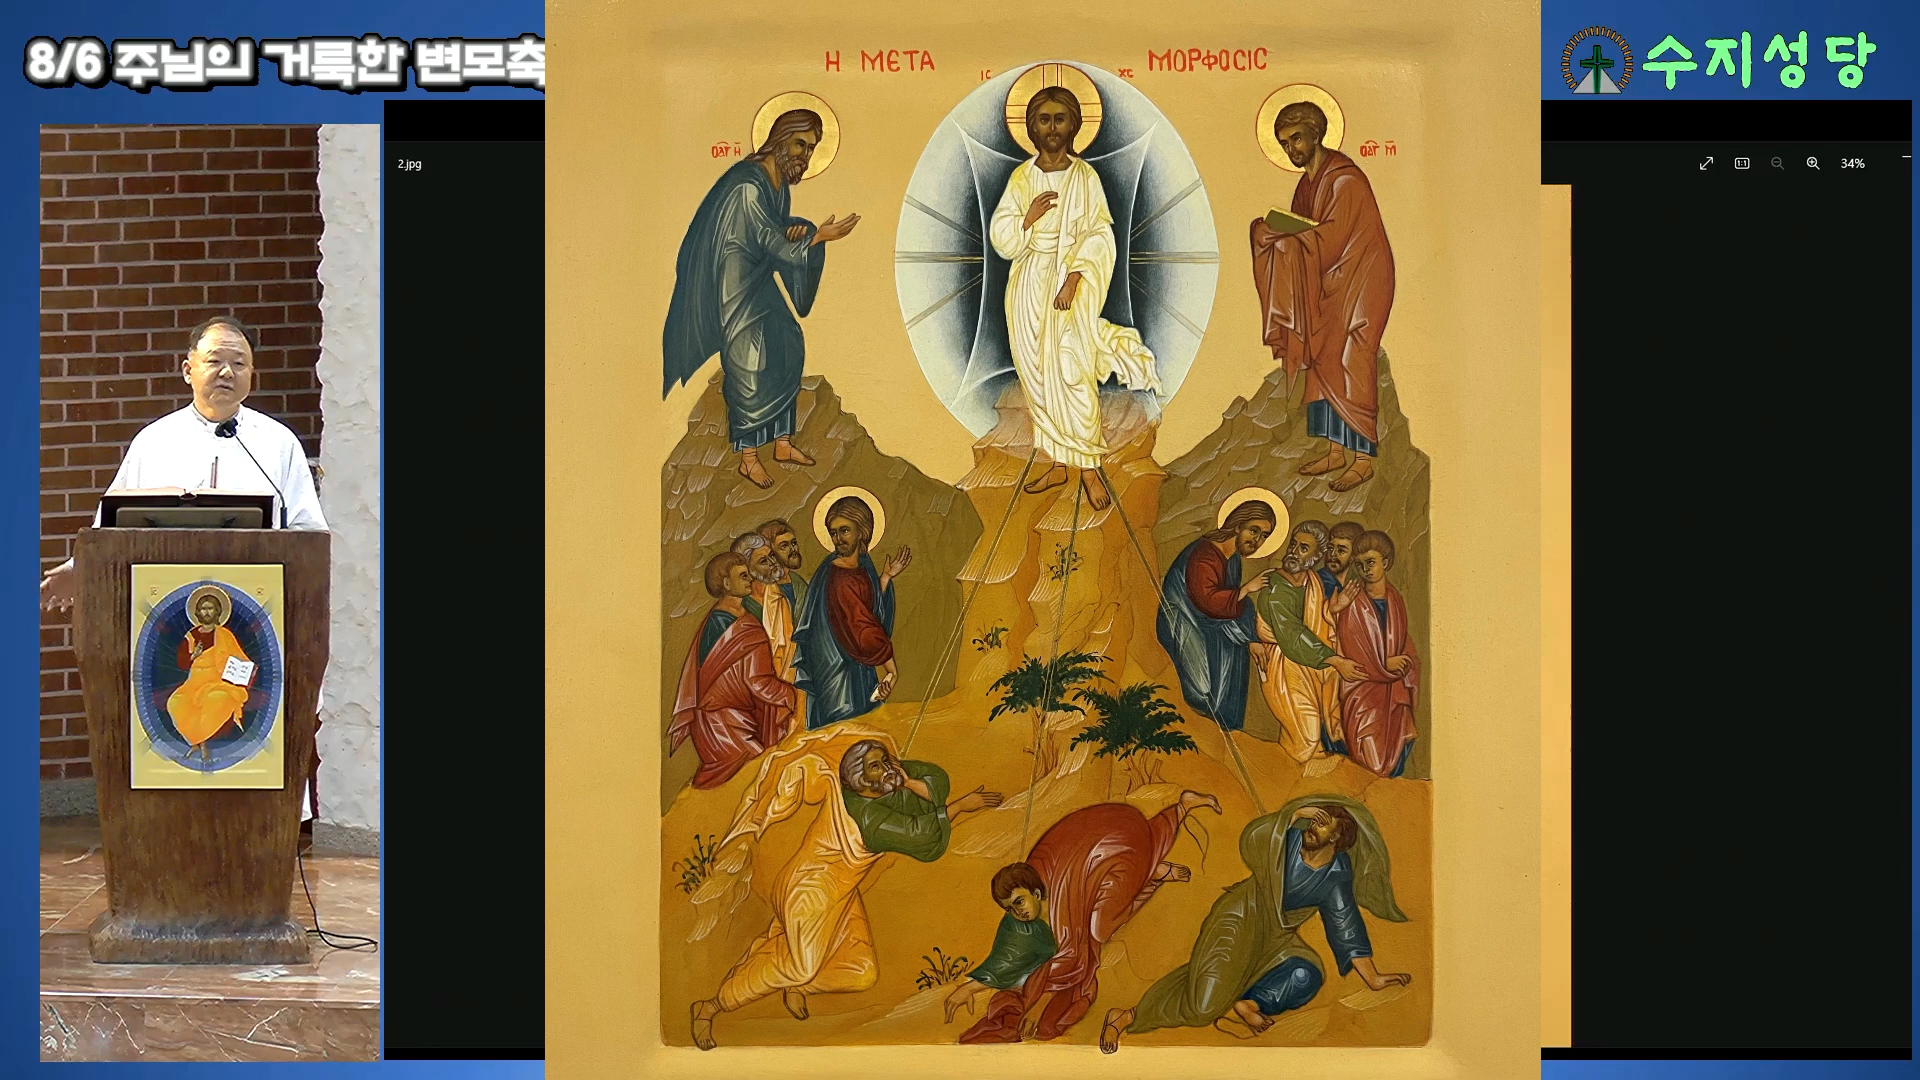 8/6 주님의 거룩한 변모축
수지성당
2.jpg
34%
Η ΜΕΤΑ ΜΟΡΦΟCΙC
ΙC ΧC